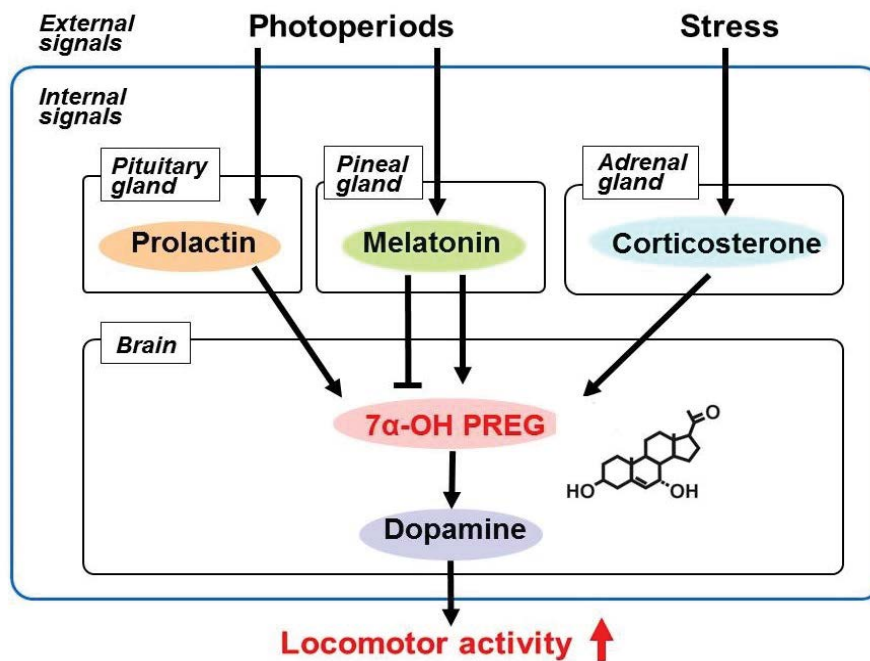 External
signals
Photoperiods
Stress
Internal
signals
Pituitary
gland
Pineal
gland
Adrenal
gland
Prolactin
Melatonin
Corticosterone
Brain
7α-OH PREG
O
HO
OH
Dopamine
Locomotor activity